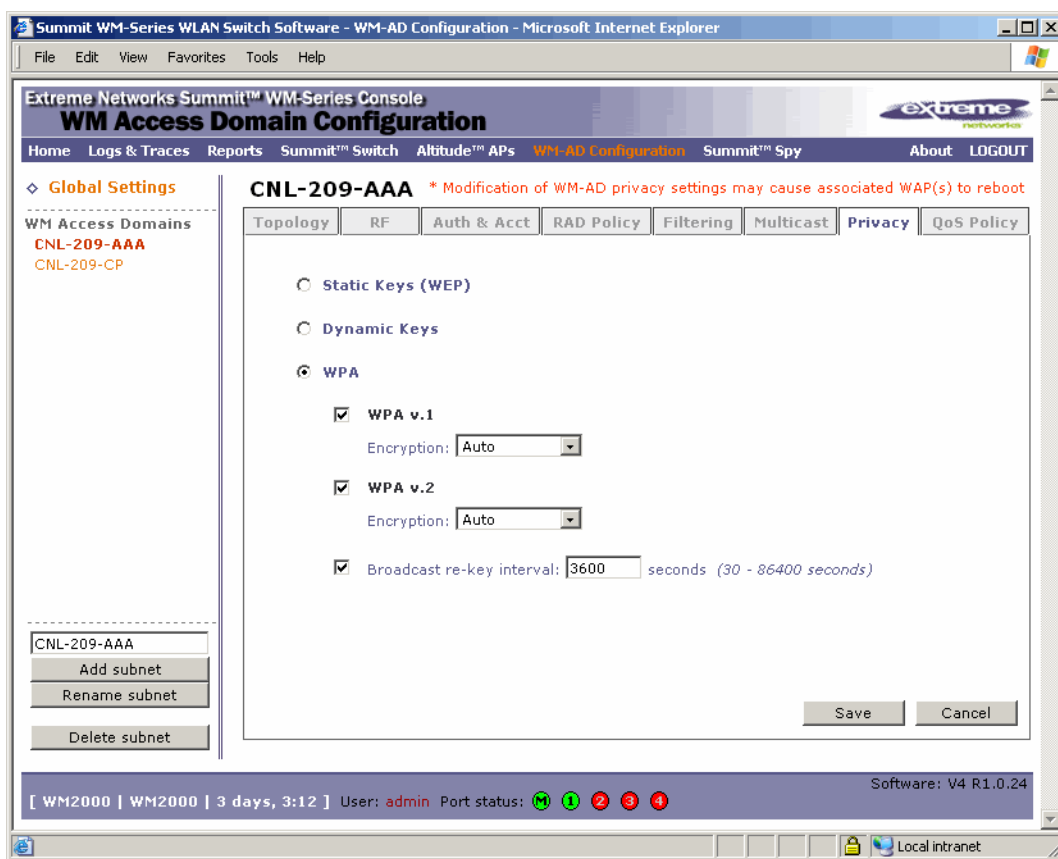 Summit WM-Series WLAN Switch Software - WM-AD Configuration - Microsoft Internet Explorer
File Edit View Favorites Tools Help
Extreme Networks Summit™ WM-Series Console
WM Access Domain Configuration
extreme networks
Home Logs & Traces Reports Summit™ Switch Altitude™ APs WM-AD Configuration Summit™ Spy About LOGOUT
Global Settings
WM Access Domains
CNL-209-AAA
CNL-209-CP
CNL-209-AAA * Modification of WM-AD privacy settings may cause associated WAP(s) to reboot
Topology RF Auth & Acct RAD Policy Filtering Multicast Privacy QoS Policy
Static Keys (WEP)
Dynamic Keys
WPA
WPA v.1
Encryption: Auto
WPA v.2
Encryption: Auto
Broadcast re-key interval: 3600 seconds (30 - 86400 seconds)
CNL-209-AAA
Add subnet
Rename subnet
Delete subnet
Save Cancel
[ WM2000 | WM2000 | 3 days, 3:12 ] User: admin Port status: M 1 2 3 4
Software: V4 R1.0.24
Local intranet